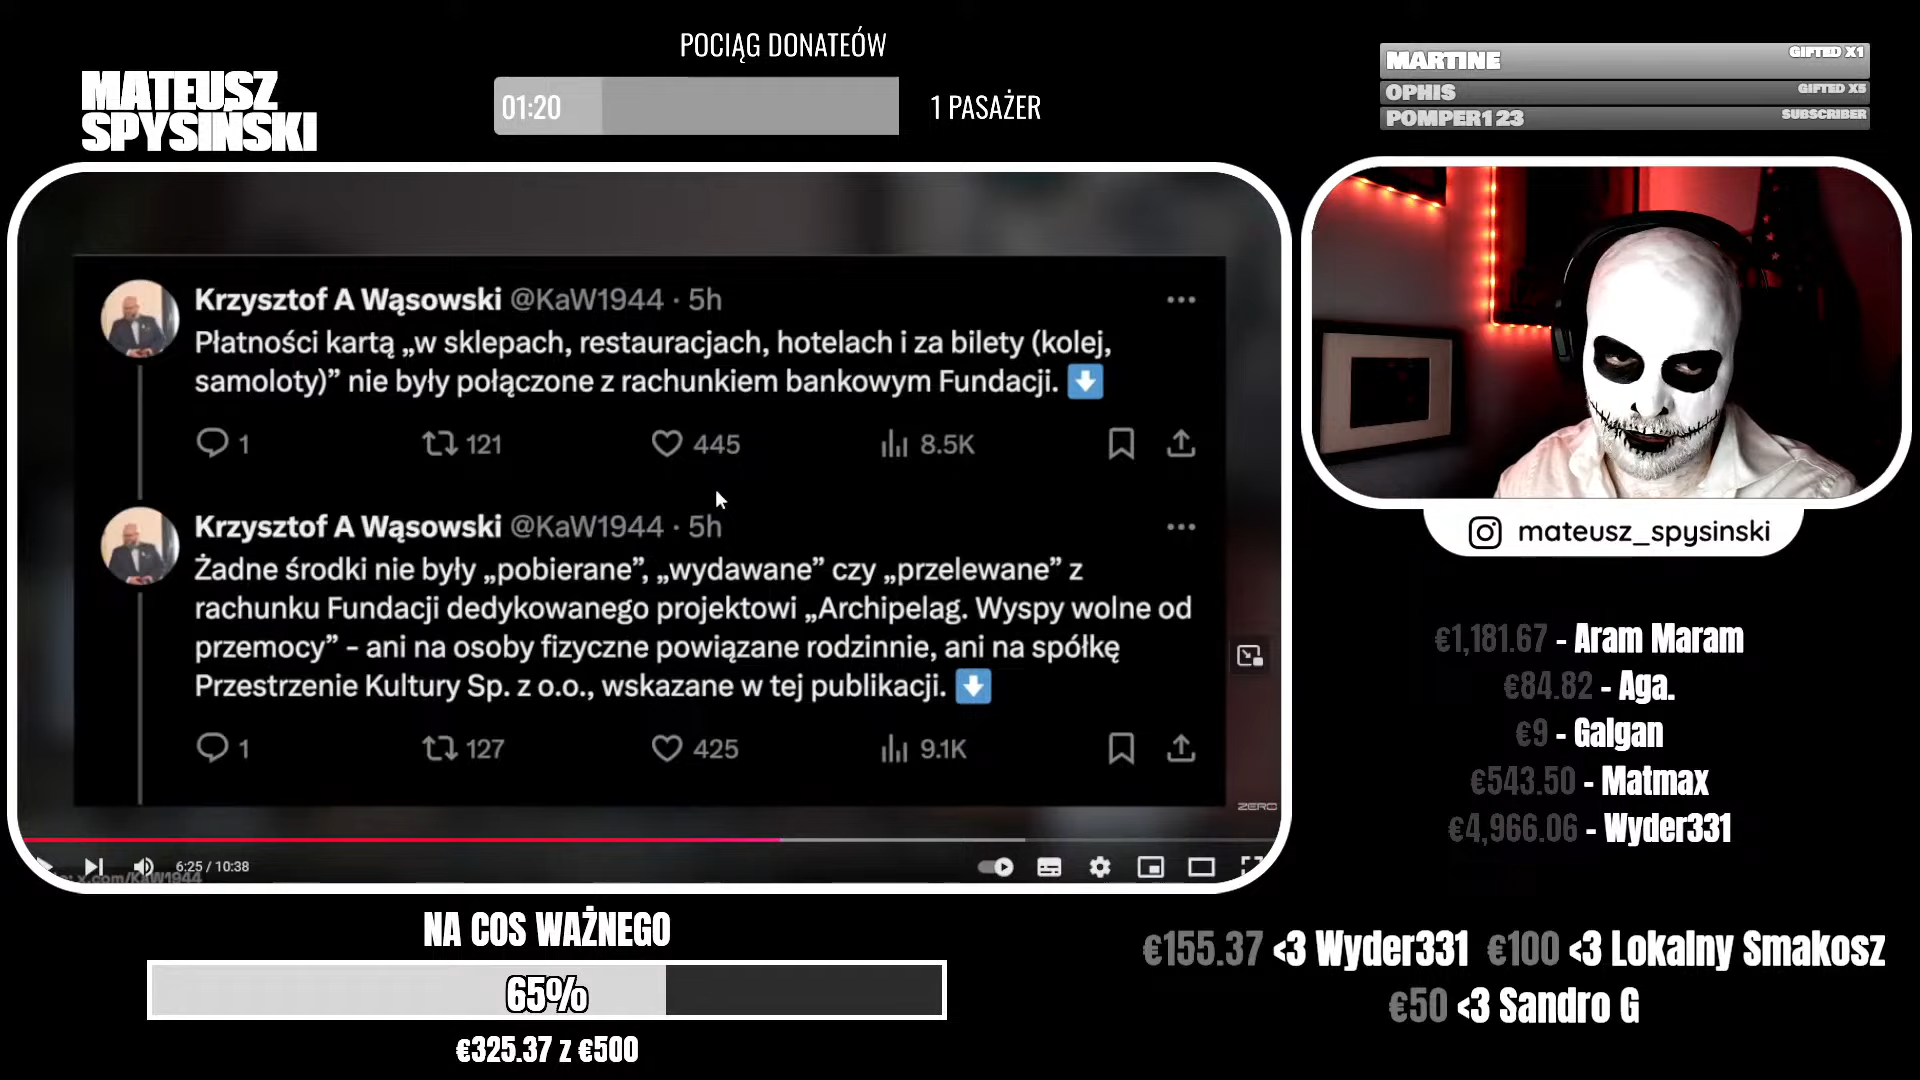 POCIĄG DONATEÓW
MATEUSZ
SPYSINSKI
01:20
1 PASAŻER
MARTINE GIFTED X1
OPHIS GIFTED X5
POMPER123 SUBSCRIBER
Krzysztof A Wąsowski @KaW1944 · 5h
Płatności kartą „w sklepach, restauracjach, hotelach i za bilety (kolej,
samoloty)” nie były połączone z rachunkiem bankowym Fundacji. ⬇️
1 121 445 8.5K
Krzysztof A Wąsowski @KaW1944 · 5h
Żadne środki nie były „pobierane”, „wydawane” czy „przelewane” z
rachunku Fundacji dedykowanego projektowi „Archipelag. Wyspy wolne od
przemocy” – ani na osoby fizyczne powiązane rodzinnie, ani na spółkę
Przestrzenie Kultury Sp. z o.o., wskazane w tej publikacji. ⬇️
1 127 425 9.1K
ZERO
6:25 / 10:38
x.com/KaW1944
mateusz_spysinski
€1,181.67 - Aram Maram
€84.82 - Aga.
€9 - Galgan
€543.50 - Matmax
€4,966.06 - Wyder331
NA COS WAŻNEGO
65%
€325.37 z €500
€155.37 <3 Wyder331 €100 <3 Lokalny Smakosz
€50 <3 Sandro G